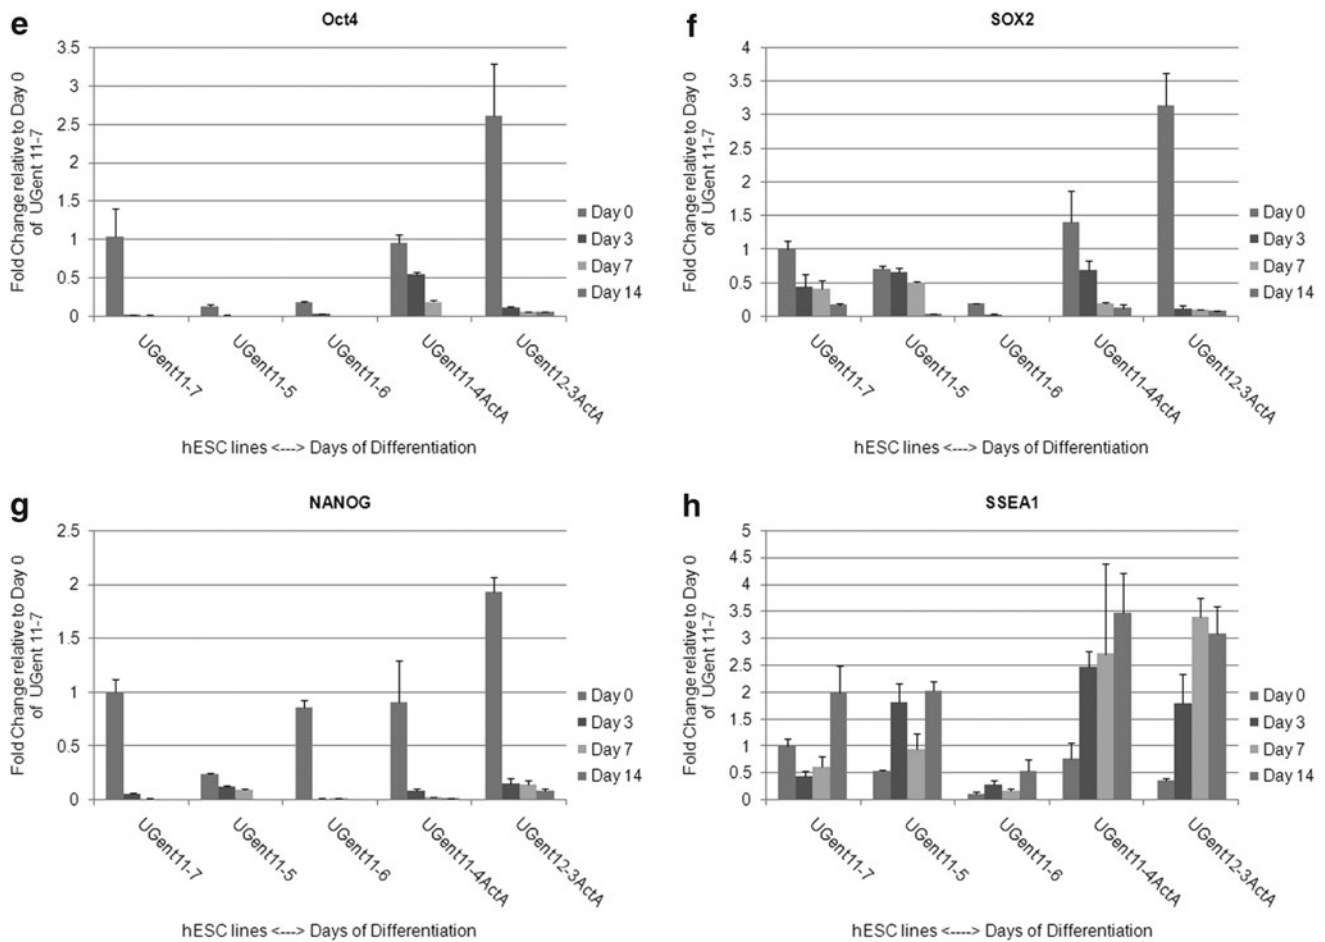 e
Oct4
3.5
3
2.5
2
1.5
1
0.5
0
Fold Change relative to Day 0
of UGent 11-7
UGent11-7
UGent11-5
UGent11-6
UGent11-4ActA
UGent12-3ActA
hESC lines <---> Days of Differentiation
Day 0
Day 3
Day 7
Day 14
f
SOX2
4
3.5
3
2.5
2
1.5
1
0.5
0
Fold Change relative to Day 0
of UGent 11-7
UGent11-7
UGent11-5
UGent11-6
UGent11-4ActA
UGent12-3ActA
hESC lines <---> Days of Differentiation
Day 0
Day 3
Day 7
Day 14
g
NANOG
2.5
2
1.5
1
0.5
0
Fold Change relative to Day 0
of UGent 11-7
UGent11-7
UGent11-5
UGent11-6
UGent11-4ActA
UGent12-3ActA
hESC lines <---> Days of Differentiation
Day 0
Day 3
Day 7
Day 14
h
SSEA1
5
4.5
4
3.5
3
2.5
2
1.5
1
0.5
0
Fold Change relative to Day 0
of UGent 11-7
UGent11-7
UGent11-5
UGent11-6
UGent11-4ActA
UGent12-3ActA
hESC lines <----> Days of Differentiation
Day 0
Day 3
Day 7
Day 14